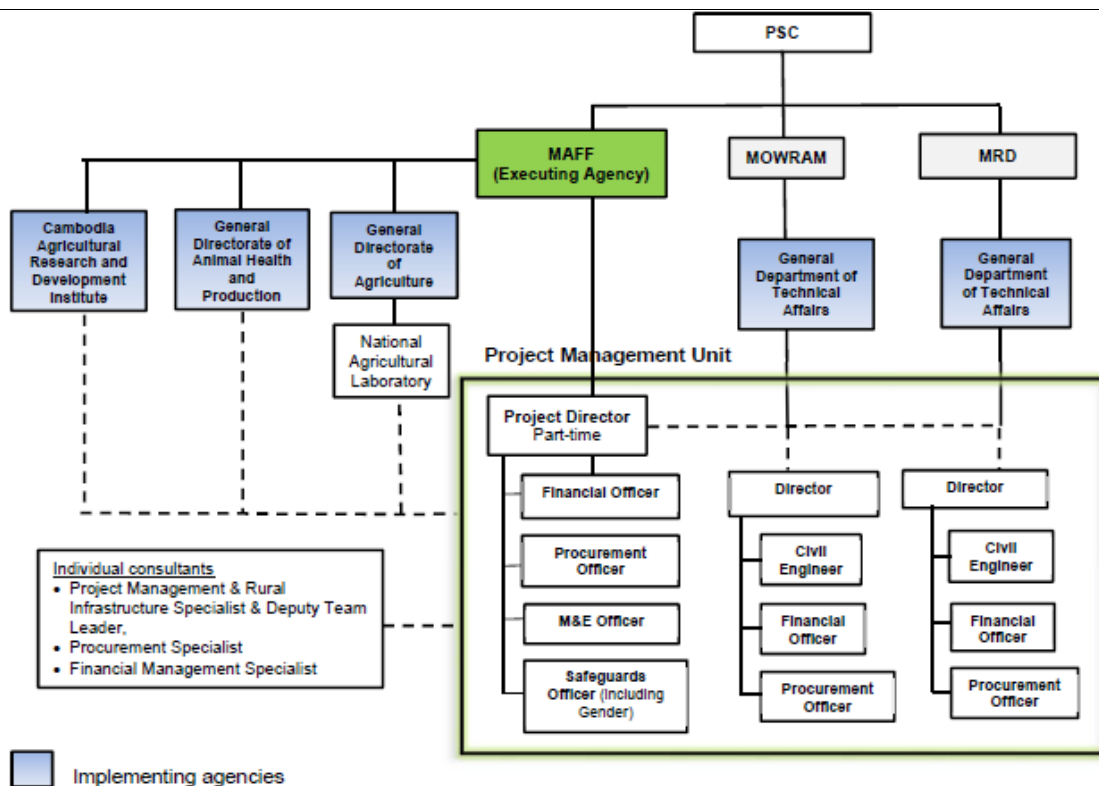 PSC
MAFF
(Executing Agency)
MOWRAM
MRD
Cambodia
Agricultural
Research and
Development
Institute
General
Directorate of
Animal Health
and
Production
General
Directorate
of
Agriculture
General
Department of
Technical
Affairs
General
Department
of Technical
Affairs
National
Agricultural
Laboratory
Project Management Unit
Project Director
Part-time
Financial Officer
Procurement
Officer
M&E Officer
Safeguards
Officer (Including
Gender)
Director
Civil
Engineer
Financial
Officer
Procurement
Officer
Director
Civil
Engineer
Financial
Officer
Procurement
Officer
Individual consultants
• Project Management & Rural
Infrastructure Specialist & Deputy Team
Leader,
• Procurement Specialist
• Financial Management Specialist
Implementing agencies